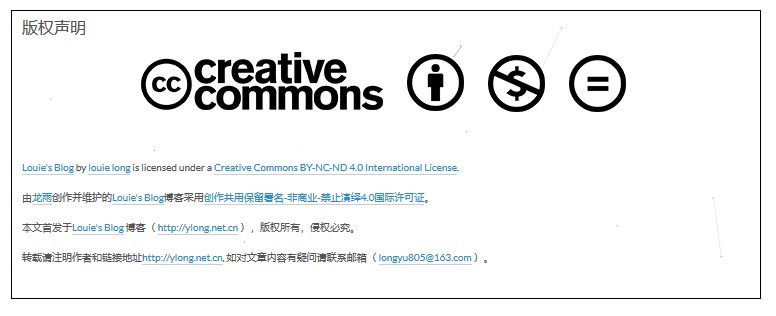 版权声明
cc creative
commons $ =
Louie's Blog by louie long is licensed under a Creative Commons BY-NC-ND 4.0 International License.
由龙雨创作并维护的Louie's Blog博客采用创作共用保留署名-非商业-禁止演绎4.0国际许可证。
本文首发于Louie's Blog 博客（ http://ylong.net.cn ），版权所有，侵权必究。
转载请注明作者和链接地址http://ylong.net.cn, 如对文章内容有疑问请联系邮箱（ longyu805@163.com ）。